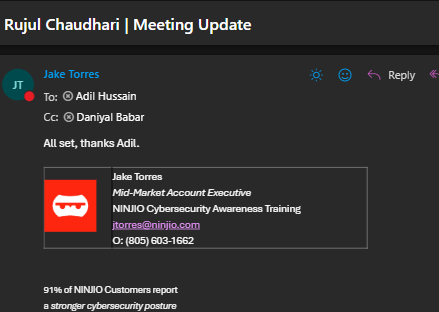 Rujul Chaudhari | Meeting Update
JT
Jake Torres
Reply
To: Adil Hussain
Cc: Daniyal Babar
All set, thanks Adil.
Jake Torres
Mid-Market Account Executive
NINJIO Cybersecurity Awareness Training
jtorres@ninjio.com
O: (805) 603-1662
91% of NINJIO Customers report
a stronger cybersecurity posture